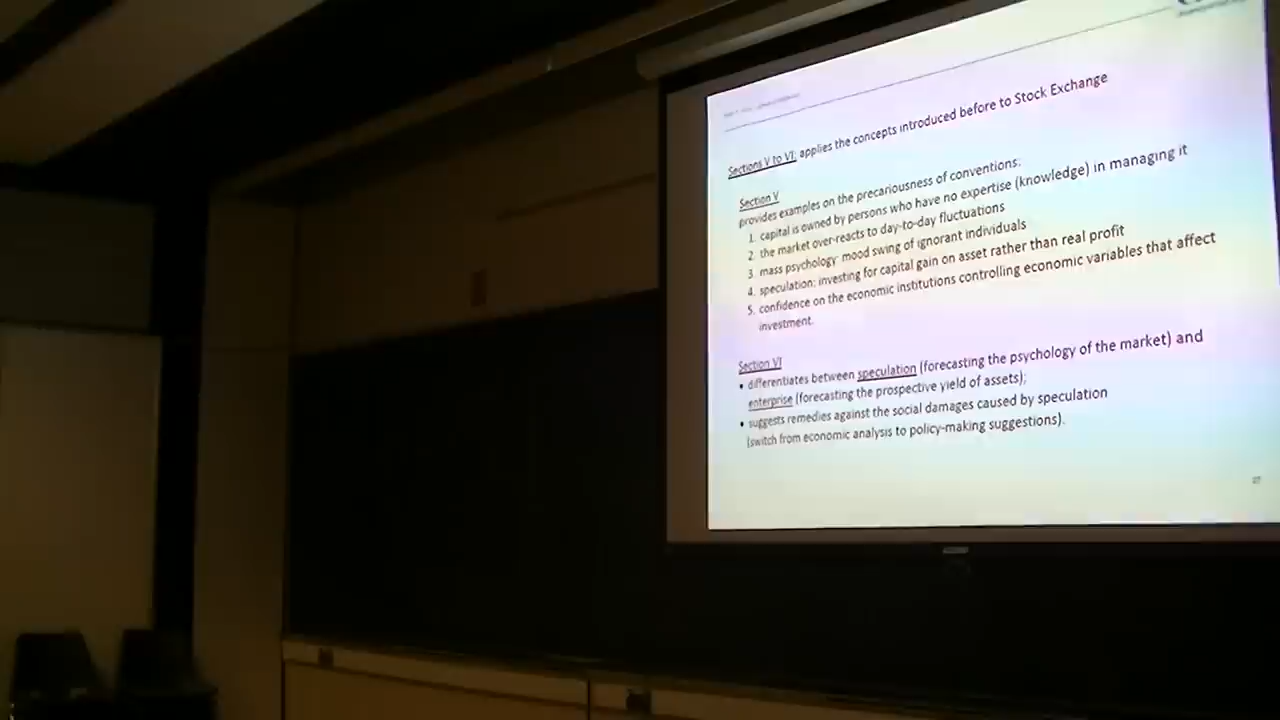 Sections V to VI: applies the concepts introduced before to Stock Exchange
Section V
provides examples on the precariousness of conventions:
1. capital is owned by persons who have no expertise (knowledge) in managing it
2. the market over-reacts to day-to-day fluctuations
3. mass psychology: mood swing of ignorant individuals
4. speculation: investing for capital gain on asset rather than real profit
5. confidence on the economic institutions controlling economic variables that affect
investment.
Section VI
• differentiates between speculation (forecasting the psychology of the market) and
enterprise (forecasting the prospective yield of assets);
• suggests remedies against the social damages caused by speculation
(switch from economic analysis to policy-making suggestions).